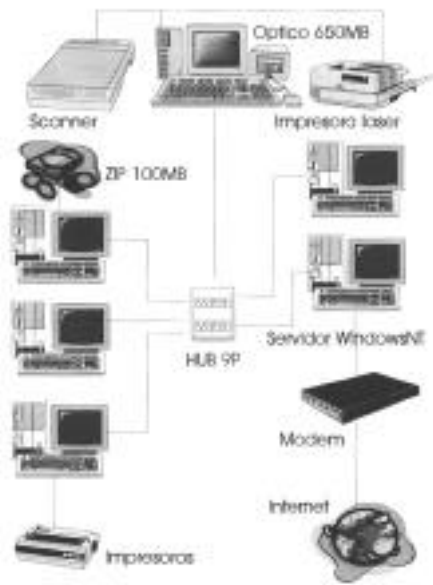 Optico 650MB
Scanner
Impresora laser
ZIP 100MB
HUB 9P
Servidor WindowsNT
Modem
Internet
Impresoras